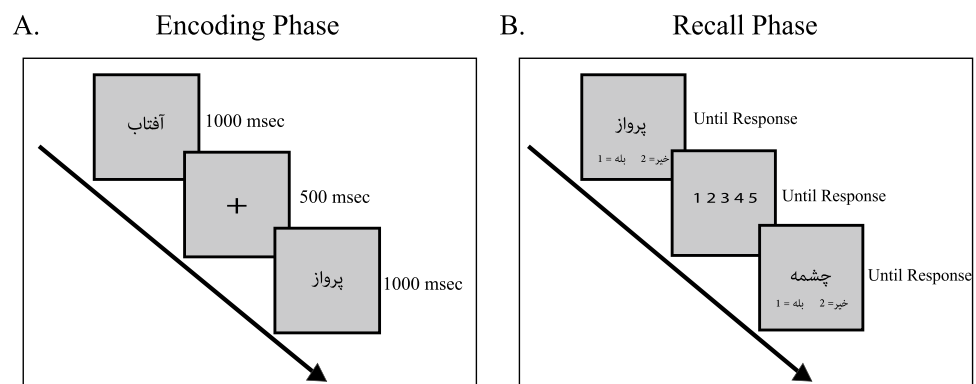 A. Encoding Phase
آفتاب
1000 msec
+
500 msec
پرواز
1000 msec
B. Recall Phase
پرواز
1 = بله 2 = خیر
Until Response
1 2 3 4 5
Until Response
چشمه
1 = بله 2 = خیر
Until Response